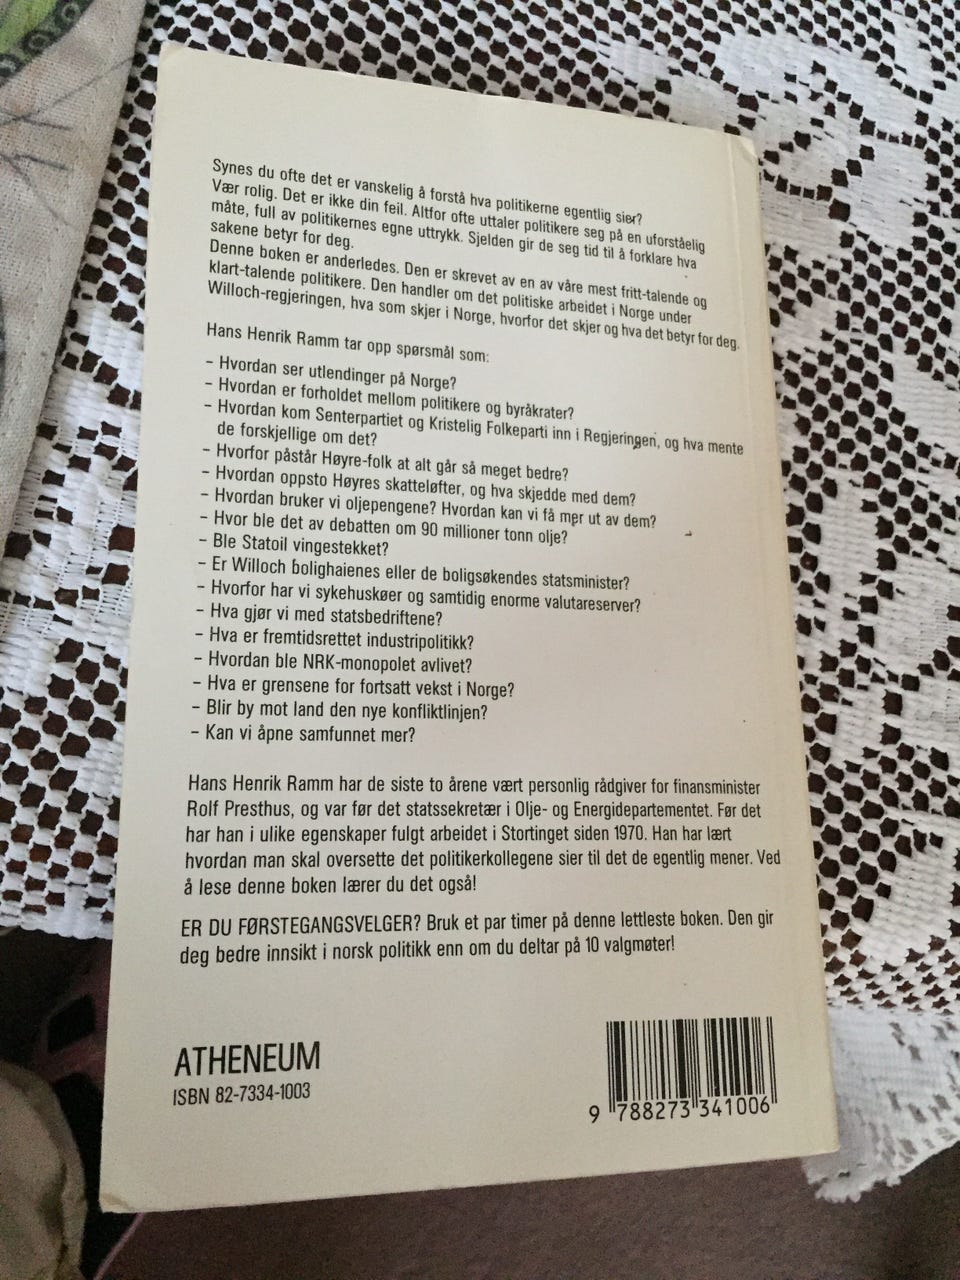 Synes du ofte det er vanskelig å forstå hva politikerne egentlig sier?
Vær rolig. Det er ikke din feil. Altfor ofte uttaler politikere seg på en uforståelig
måte, full av politikernes egne uttrykk. Sjelden gir de seg tid til å forklare hva
sakene betyr for deg.
Denne boken er anderledes. Den er skrevet av en av våre mest fritt-talende og
klart-talende politikere. Den handler om det politiske arbeidet i Norge under
Willoch-regjeringen, hva som skjer i Norge, hvorfor det skjer og hva det betyr for deg.
Hans Henrik Ramm tar opp spørsmål som:
– Hvordan ser utlendinger på Norge?
– Hvordan er forholdet mellom politikere og byråkrater?
– Hvordan kom Senterpartiet og Kristelig Folkeparti inn i Regjeringen, og hva mente
de forskjellige om det?
– Hvorfor påstår Høyre-folk at alt går så meget bedre?
– Hvordan oppsto Høyres skatteløfter, og hva skjedde med dem?
– Hvordan bruker vi oljepengene? Hvordan kan vi få mer ut av dem?
– Hvor ble det av debatten om 90 millioner tonn olje?
– Ble Statoil vingestekket?
– Er Willoch bolighaienes eller de boligsøkendes statsminister?
– Hvorfor har vi sykehuskøer og samtidig enorme valutareserver?
– Hva gjør vi med statsbedriftene?
– Hva er fremtidsrettet industripolitikk?
– Hvordan ble NRK-monopolet avlivet?
– Hva er grensene for fortsatt vekst i Norge?
– Blir by mot land den nye konfliktlinjen?
– Kan vi åpne samfunnet mer?
Hans Henrik Ramm har de siste to årene vært personlig rådgiver for finansminister
Rolf Presthus, og var før det statssekretær i Olje- og Energidepartementet. Før det
har han i ulike egenskaper fulgt arbeidet i Stortinget siden 1970. Han har lært
hvordan man skal oversette det politikerkollegene sier til det de egentlig mener. Ved
å lese denne boken lærer du det også!
ER DU FØRSTEGANGSVELGER? Bruk et par timer på denne lettleste boken. Den gir
deg bedre innsikt i norsk politikk enn om du deltar på 10 valgmøter!
ATHENEUM
ISBN 82-7334-1003
9 788273 341006